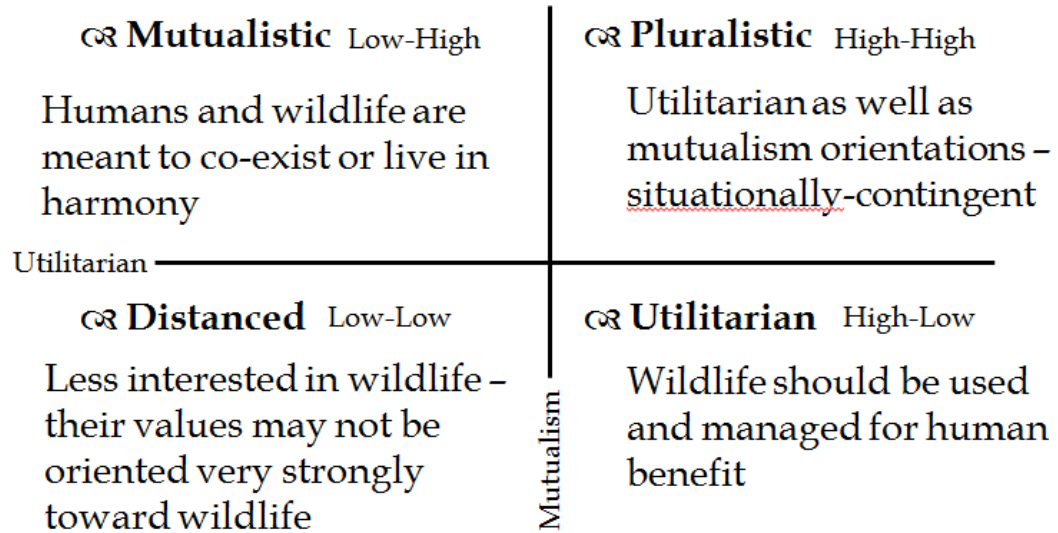 Mutualistic Low-High
Humans and wildlife are
meant to co-exist or live in
harmony
Pluralistic High-High
Utilitarian as well as
mutualism orientations –
situationally-contingent
Utilitarian
Distanced Low-Low
Less interested in wildlife –
their values may not be
oriented very strongly
toward wildlife
Mutualism
Utilitarian High-Low
Wildlife should be used
and managed for human
benefit